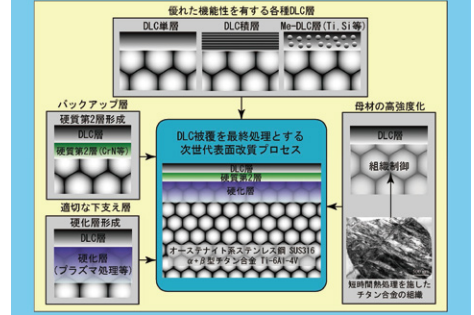 優れた機能性を有する各種DLC層
DLC単層
DLC積層
Me-DLC層(Ti,Si等)
バックアップ層
硬質第2層形成
DLC層
硬質第2層(CrN等)
適切な下支え層
硬化層形成
DLC層
硬化層
(プラズマ処理等)
DLC被覆を最終処理とする
次世代表面改質プロセス
DLC層
硬質第2層
硬化層
オーステナイト系ステンレス鋼 SUS316
α+β型チタン合金 Ti-6Al-4V
母材の高強度化
DLC層
組織制御
短時間熱処理を施した
チタン合金の組織